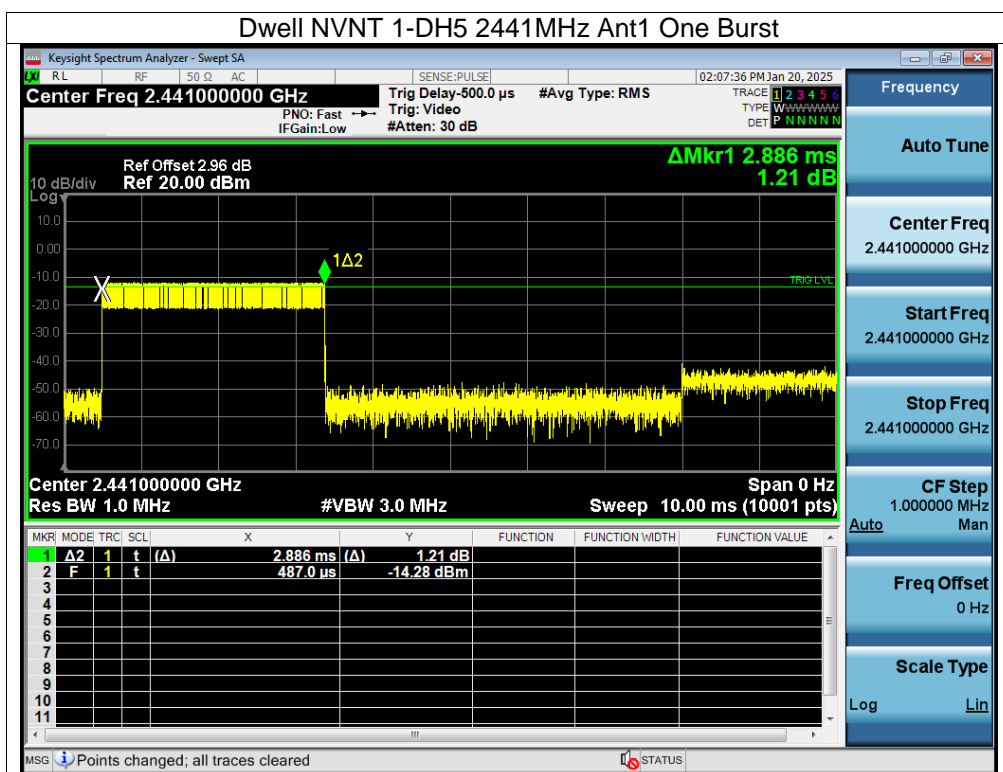 Dwell NVNT 1-DH5 2441MHz Ant1 One Burst
Keysight Spectrum Analyzer - Swept SA
LXI RL RF 50 Ω AC SENSE:PULSE 02:07:36 PM Jan 20, 2025
Center Freq 2.441000000 GHz Trig Delay-500.0 µs #Avg Type: RMS TRACE 1 2 3 4 5 6
PNO: Fast Trig: Video TYPE WWWWWW
IFGain:Low #Atten: 30 dB DET P N N N N N
Frequency
Auto Tune
Center Freq
2.441000000 GHz
Start Freq
2.441000000 GHz
Stop Freq
2.441000000 GHz
CF Step
1.000000 MHz
Auto Man
Freq Offset
0 Hz
Scale Type
Log Lin
ΔMkr1 2.886 ms
1.21 dB
Ref Offset 2.96 dB
10 dB/div Ref 20.00 dBm
Log
10.0
0.00
-10.0
-20.0
-30.0
-40.0
-50.0
-60.0
-70.0
X
1Δ2
TRIG LVL
Center 2.441000000 GHz Span 0 Hz
Res BW 1.0 MHz #VBW 3.0 MHz Sweep 10.00 ms (10001 pts)
MKR MODE TRC SCL X Y FUNCTION FUNCTION WIDTH FUNCTION VALUE
1 Δ2 1 t (Δ) 2.886 ms (Δ) 1.21 dB
2 F 1 t 487.0 µs -14.28 dBm
3
4
5
6
7
8
9
10
11
MSG Points changed; all traces cleared STATUS